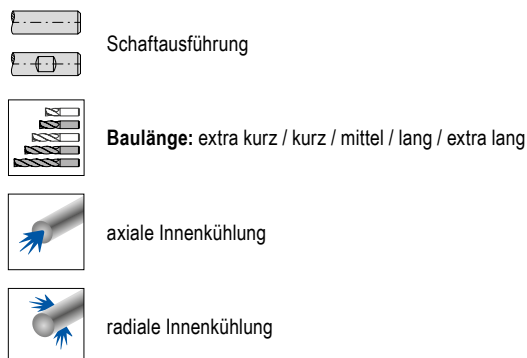 Schaftausführung
Baulänge: extra kurz / kurz / mittel / lang / extra lang
axiale Innenkühlung
radiale Innenkühlung